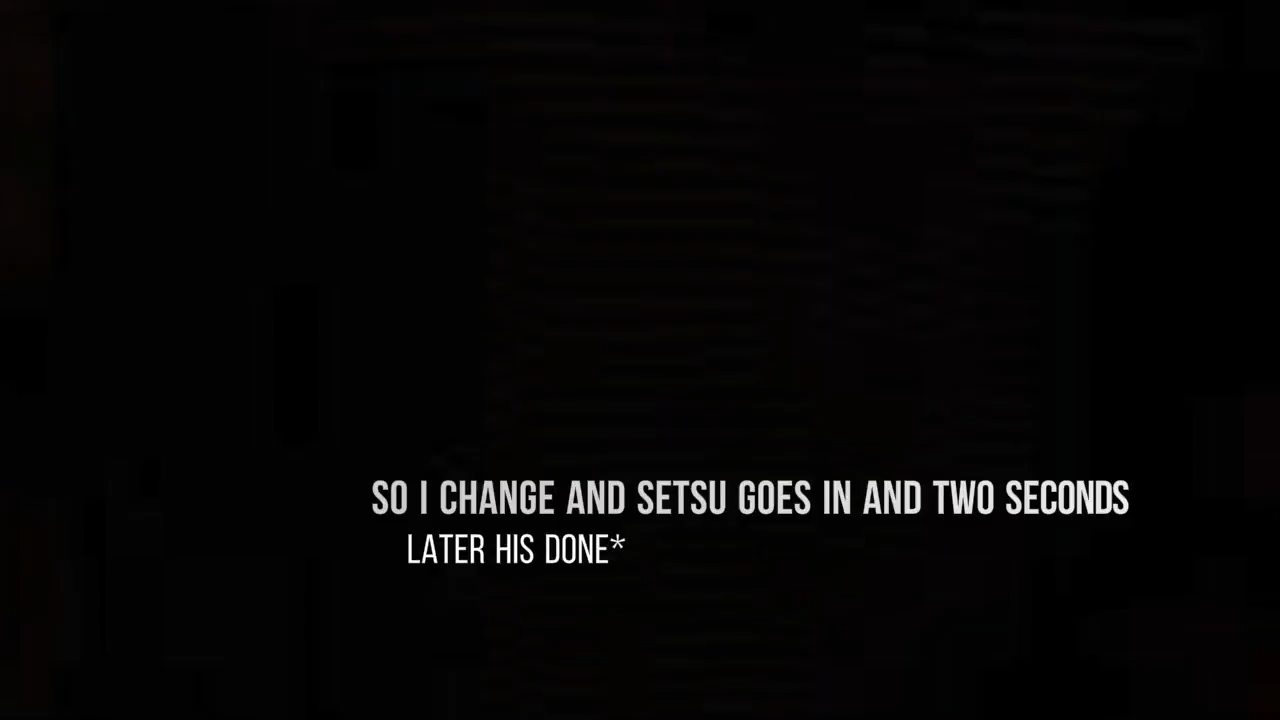 SO I CHANGE AND SETSU GOES IN AND TWO SECONDS
LATER HIS DONE*